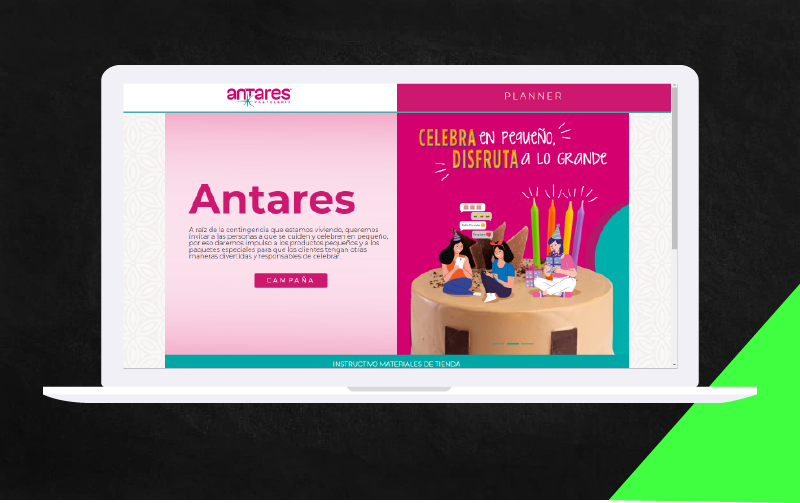 antares
PASTELERÍA
PLANNER
Antares
A raíz de la contingencia que estamos viviendo, queremos
invitar a las personas a que se cuiden y celebren en pequeño,
por eso daremos impulso a los productos pequeños y a los
paquetes especiales para que los clientes tengan otras
maneras divertidas y responsables de celebrar.
CAMPAÑA
CELEBRA en pequeño,
DISFRUTA a lo grande
INSTRUCTIVO MATERIALES DE TIENDA